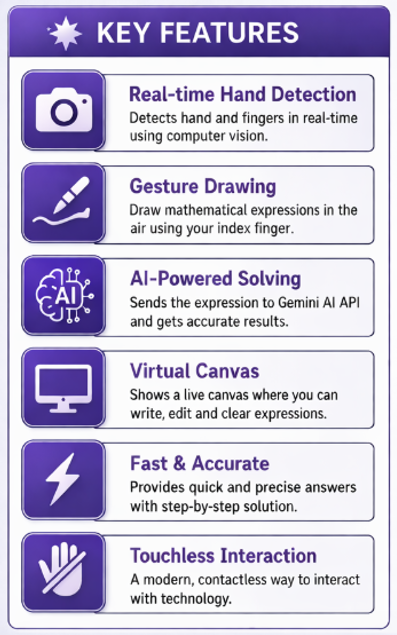 KEY FEATURES
Real-time Hand Detection
Detects hand and fingers in real-time
using computer vision.
Gesture Drawing
Draw mathematical expressions in the
air using your index finger.
AI
AI-Powered Solving
Sends the expression to Gemini AI API
and gets accurate results.
Virtual Canvas
Shows a live canvas where you can
write, edit and clear expressions.
Fast & Accurate
Provides quick and precise answers
with step-by-step solution.
Touchless Interaction
A modern, contactless way to interact
with technology.